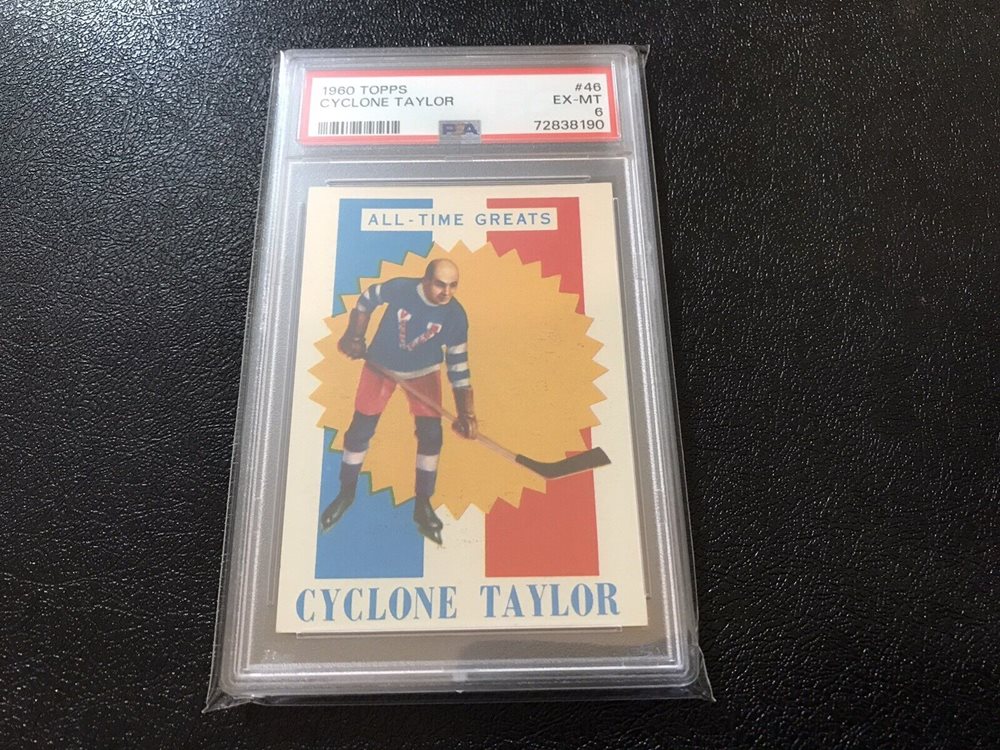 1960 TOPPS #46
CYCLONE TAYLOR EX-MT
6
PSA 72838190
ALL-TIME GREATS
V
CYCLONE TAYLOR